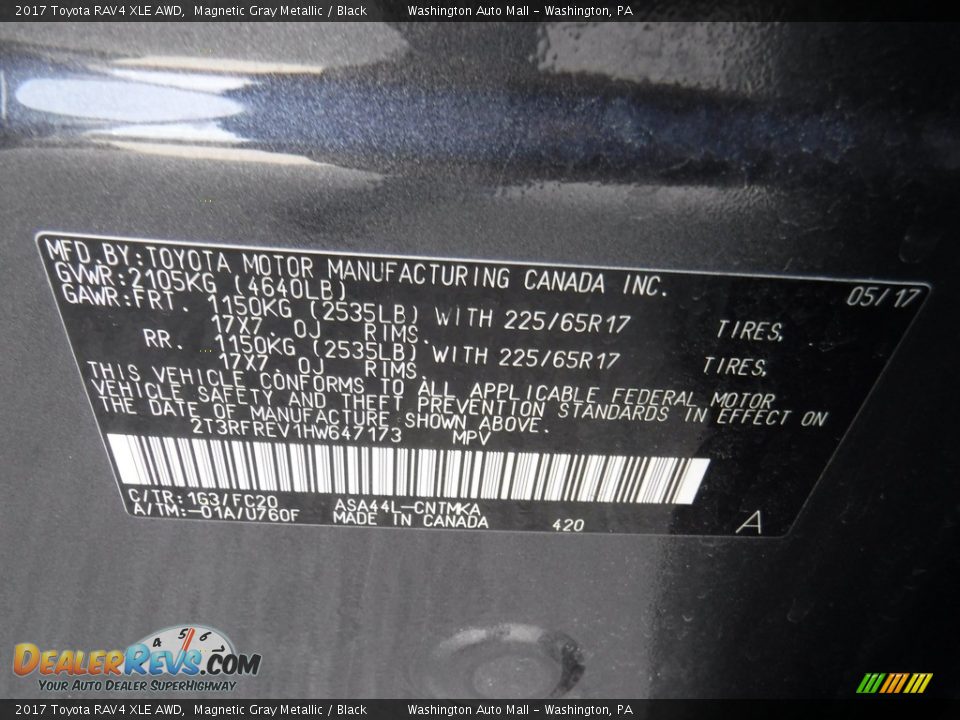 2017 Toyota RAV4 XLE AWD, Magnetic Gray Metallic / Black Washington Auto Mall - Washington, PA
MFD. BY: TOYOTA MOTOR MANUFACTURING CANADA INC.
GVWR: 2105KG (4640LB) 05/17
GAWR: FRT. 1150KG (2535LB) WITH 225/65R17 TIRES,
17X7.0J RIMS.
RR. 1150KG (2535LB) WITH 225/65R17 TIRES,
17X7.0J RIMS.
THIS VEHICLE CONFORMS TO ALL APPLICABLE FEDERAL MOTOR
VEHICLE SAFETY AND THEFT PREVENTION STANDARDS IN EFFECT ON
THE DATE OF MANUFACTURE SHOWN ABOVE.
2T3RFREV1HW647173 MPV
C/TR: 1G3/FC20 ASA44L-CNTMKA
A/TM: -01A/U760F MADE IN CANADA 420 A
4 5 6
DEALERREVS.COM
YOUR AUTO DEALER SUPERHIGHWAY
2017 Toyota RAV4 XLE AWD, Magnetic Gray Metallic / Black Washington Auto Mall - Washington, PA